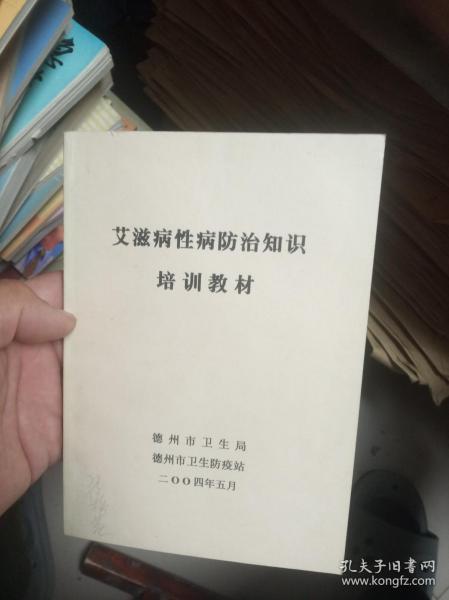 艾滋病性病防治知识
培训教材
德州市卫生局
德州市卫生防疫站
二〇〇四年五月
孔夫子旧书网
www.kongfz.com